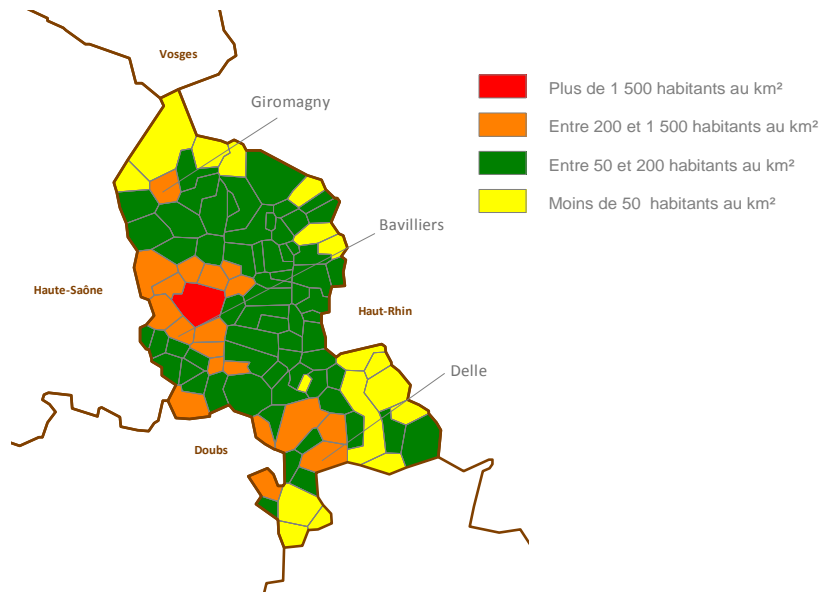 Vosges
Giromagny
Plus de 1 500 habitants au km²
Entre 200 et 1 500 habitants au km²
Entre 50 et 200 habitants au km²
Moins de 50  habitants au km²
Bavilliers
Haute-Saône
Haut-Rhin
Delle
Doubs